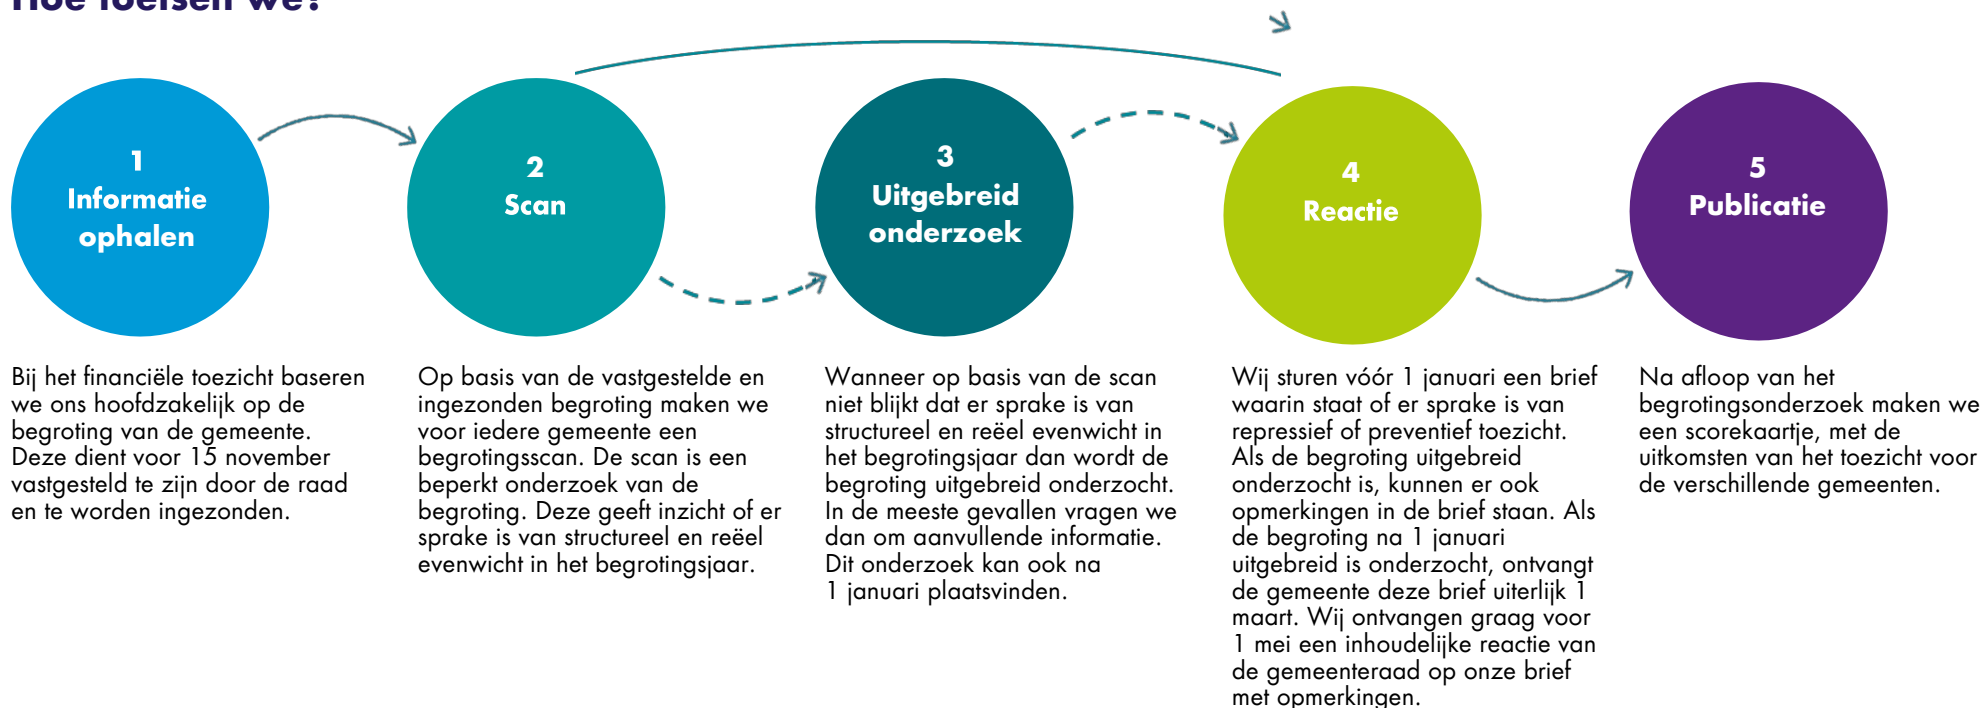 Hoe toetsen we?
1
Informatie
ophalen
Bij het financiële toezicht baseren
we ons hoofdzakelijk op de
begroting van de gemeente.
Deze dient voor 15 november
vastgesteld te zijn door de raad
en te worden ingezonden.
2
Scan
Op basis van de vastgestelde en
ingezonden begroting maken we
voor iedere gemeente een
begrotingsscan. De scan is een
beperkt onderzoek van de
begroting. Deze geeft inzicht of er
sprake is van structureel en reëel
evenwicht in het begrotingsjaar.
3
Uitgebreid
onderzoek
Wanneer op basis van de scan
niet blijkt dat er sprake is van
structureel en reëel evenwicht in
het begrotingsjaar dan wordt de
begroting uitgebreid onderzocht.
In de meeste gevallen vragen we
dan om aanvullende informatie.
Dit onderzoek kan ook na
1 januari plaatsvinden.
4
Reactie
Wij sturen vóór 1 januari een brief
waarin staat of er sprake is van
repressief of preventief toezicht.
Als de begroting uitgebreid
onderzocht is, kunnen er ook
opmerkingen in de brief staan. Als
de begroting na 1 januari
uitgebreid is onderzocht, ontvangt
de gemeente deze brief uiterlijk 1
maart. Wij ontvangen graag voor
1 mei een inhoudelijke reactie van
de gemeenteraad op onze brief
met opmerkingen.
5
Publicatie
Na afloop van het
begrotingsonderzoek maken we
een scorekaartje, met de
uitkomsten van het toezicht voor
de verschillende gemeenten.